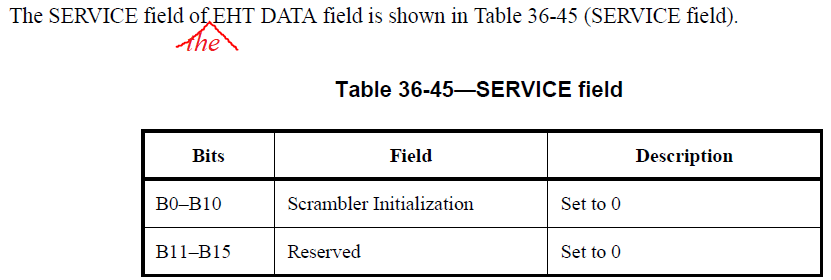 The SERVICE field of EHT DATA field is shown in Table 36-45 (SERVICE field).
the
Table 36-45—SERVICE field
Bits Field Description
B0–B10 Scrambler Initialization Set to 0
B11–B15 Reserved Set to 0